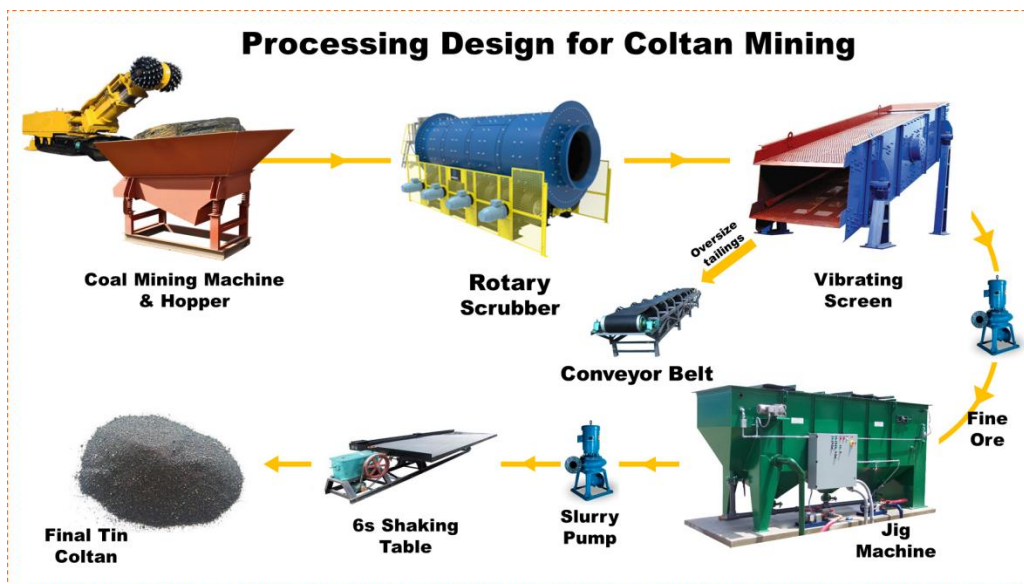 Processing Design for Coltan Mining
Coal Mining Machine
& Hopper
Rotary
Scrubber
Vibrating
Screen
Oversize
tailings
Conveyor Belt
Fine
Ore
Jig
Machine
Slurry
Pump
6s Shaking
Table
Final Tin
Coltan